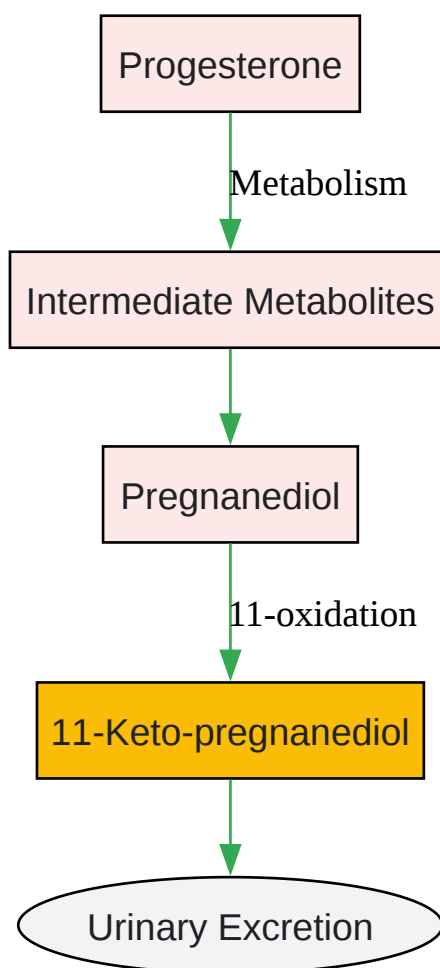 Progesterone
Metabolism
Intermediate Metabolites
Pregnanediol
11-oxidation
11-Keto-pregnanediol
Urinary Excretion